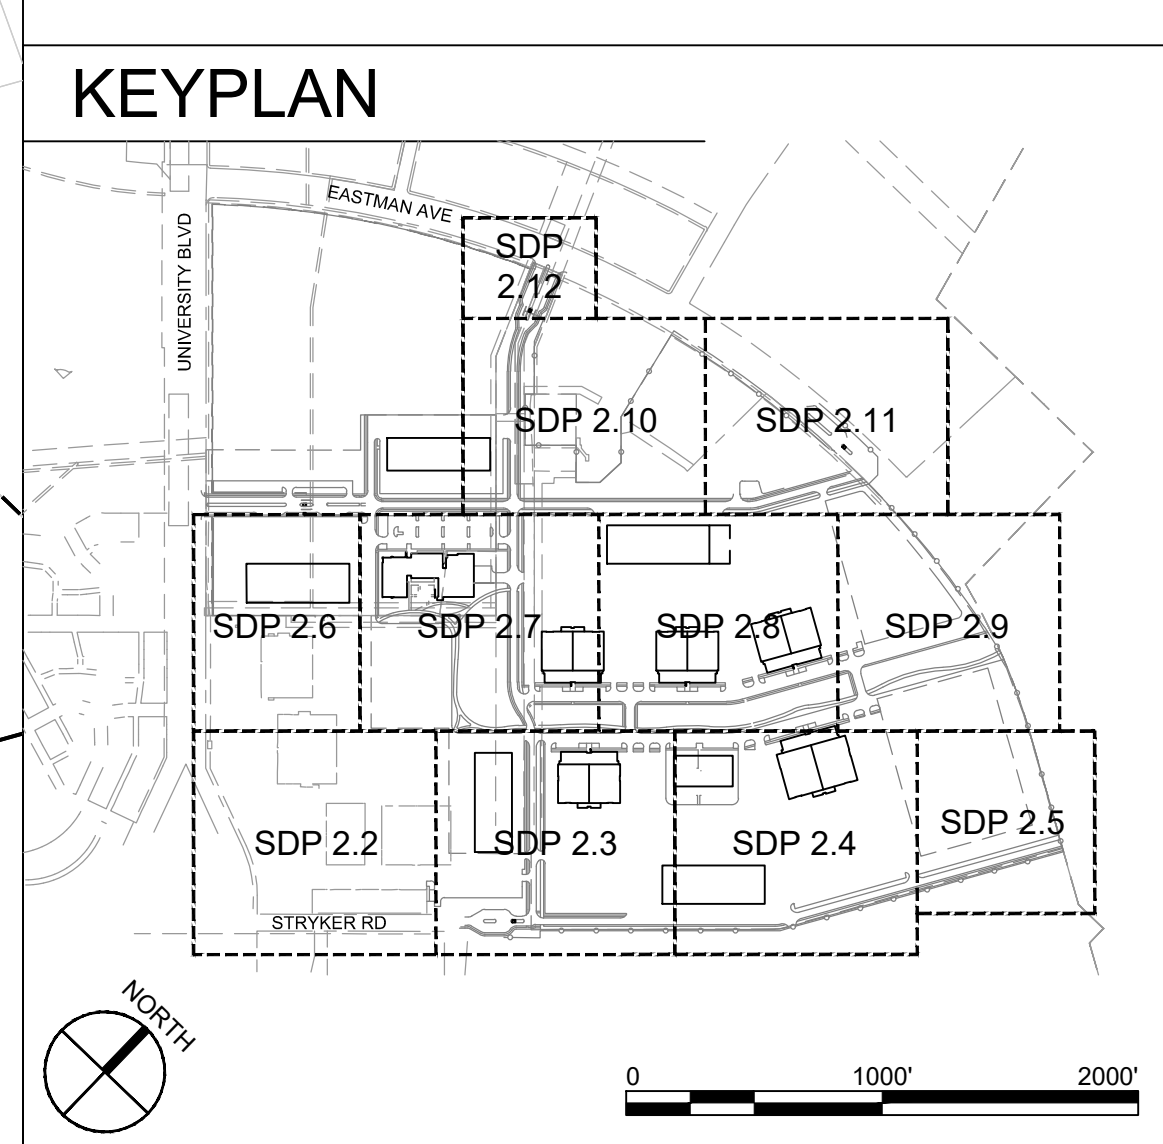 KEYPLAN
EASTMAN AVE
UNIVERSITY BLVD
SDP
2.12
SDP 2.10
SDP 2.11
SDP 2.6
SDP 2.7
SDP 2.8
SDP 2.9
SDP 2.2
SDP 2.3
SDP 2.4
SDP 2.5
STRYKER RD
NORTH
0
1000'
2000'